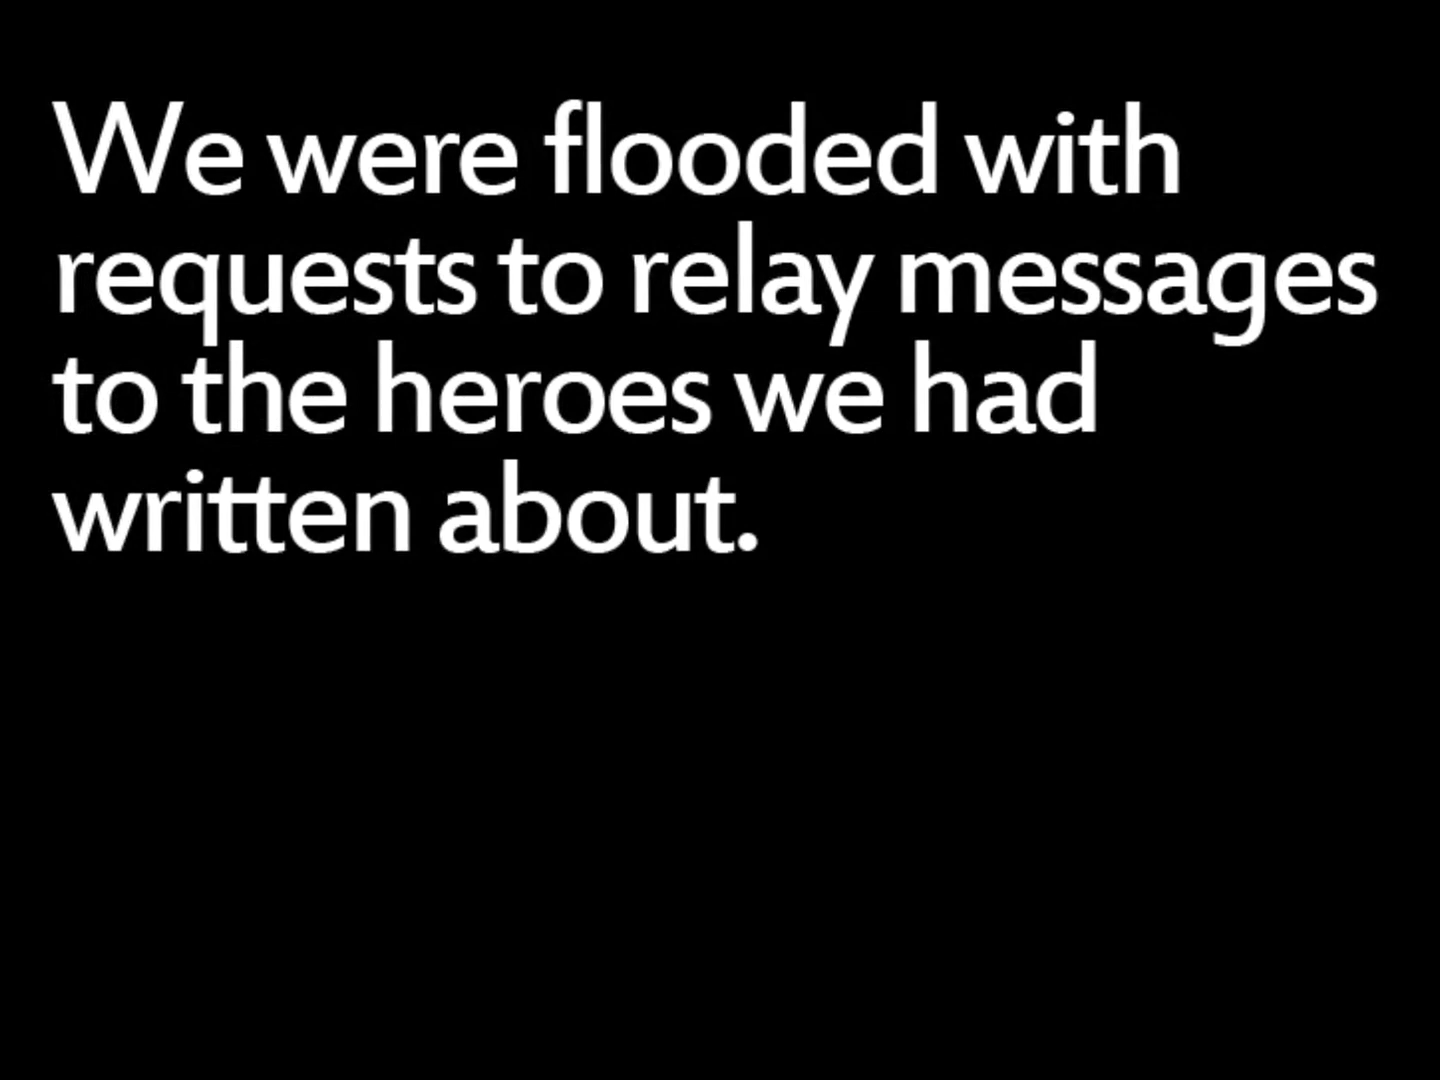 We were flooded with
requests to relay messages
to the heroes we had
written about.